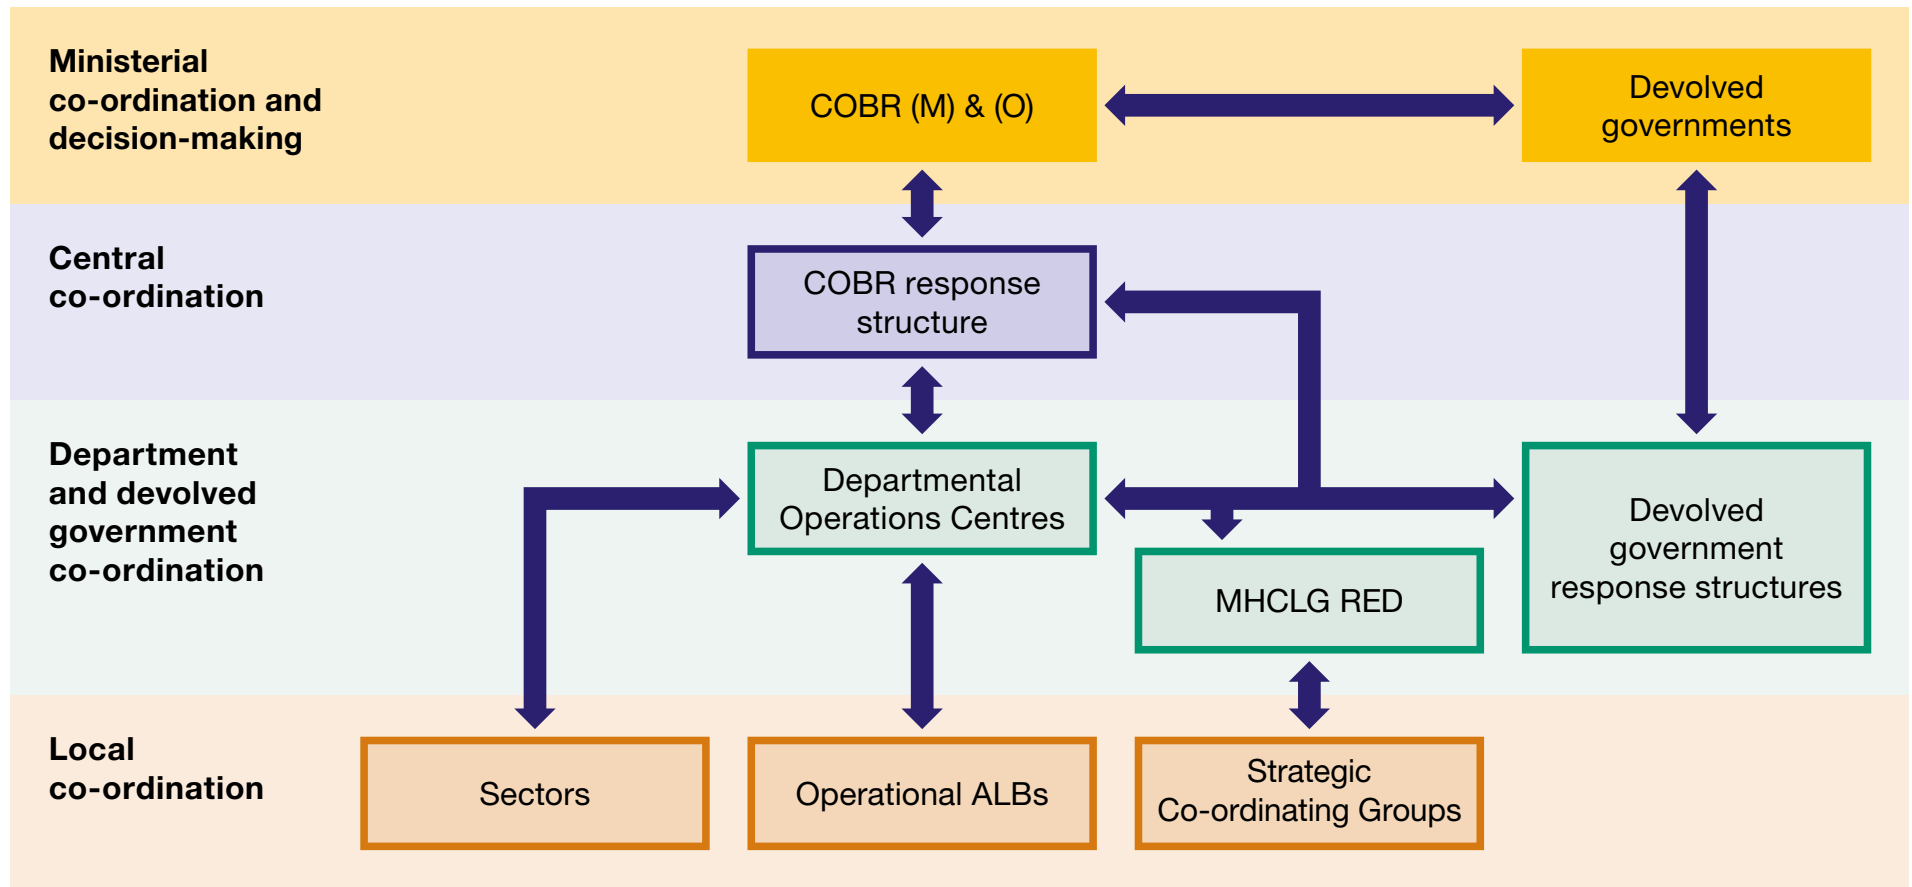 Ministerial
co-ordination and
decision-making
COBR (M) & (O)
Devolved
governments
Central
co-ordination
COBR response
structure
Department
and devolved
government
co-ordination
Departmental
Operations Centres
MHCLG RED
Devolved
government
response structures
Local
co-ordination
Sectors
Operational ALBs
Strategic
Co-ordinating Groups